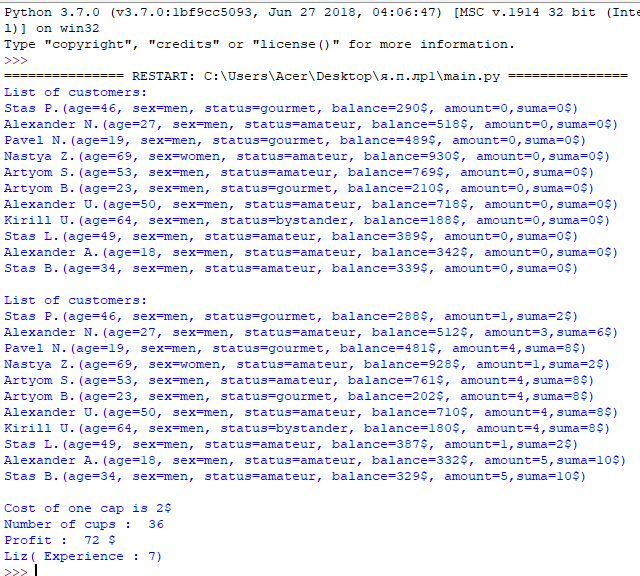 Python 3.7.0 (v3.7.0:1bf9cc5093, Jun 27 2018, 04:06:47) [MSC v.1914 32 bit (Inte
l)] on win32
Type "copyright", "credits" or "license()" for more information.
>>>
=============== RESTART: C:\Users\Acer\Desktop\я.п.лр1\main.py ===============
List of customers:
Stas P.(age=46, sex=men, status=gourmet, balance=290$, amount=0,suma=0$)
Alexander N.(age=27, sex=men, status=amateur, balance=518$, amount=0,suma=0$)
Pavel N.(age=19, sex=men, status=gourmet, balance=489$, amount=0,suma=0$)
Nastya Z.(age=69, sex=women, status=amateur, balance=930$, amount=0,suma=0$)
Artyom S.(age=53, sex=men, status=amateur, balance=769$, amount=0,suma=0$)
Artyom B.(age=23, sex=men, status=gourmet, balance=210$, amount=0,suma=0$)
Alexander U.(age=50, sex=men, status=amateur, balance=718$, amount=0,suma=0$)
Kirill U.(age=64, sex=men, status=bystander, balance=188$, amount=0,suma=0$)
Stas L.(age=49, sex=men, status=amateur, balance=389$, amount=0,suma=0$)
Alexander A.(age=18, sex=men, status=amateur, balance=342$, amount=0,suma=0$)
Stas B.(age=34, sex=men, status=amateur, balance=339$, amount=0,suma=0$)

List of customers:
Stas P.(age=46, sex=men, status=gourmet, balance=288$, amount=1,suma=2$)
Alexander N.(age=27, sex=men, status=amateur, balance=512$, amount=3,suma=6$)
Pavel N.(age=19, sex=men, status=gourmet, balance=481$, amount=4,suma=8$)
Nastya Z.(age=69, sex=women, status=amateur, balance=928$, amount=1,suma=2$)
Artyom S.(age=53, sex=men, status=amateur, balance=761$, amount=4,suma=8$)
Artyom B.(age=23, sex=men, status=gourmet, balance=202$, amount=4,suma=8$)
Alexander U.(age=50, sex=men, status=amateur, balance=710$, amount=4,suma=8$)
Kirill U.(age=64, sex=men, status=bystander, balance=180$, amount=4,suma=8$)
Stas L.(age=49, sex=men, status=amateur, balance=387$, amount=1,suma=2$)
Alexander A.(age=18, sex=men, status=amateur, balance=332$, amount=5,suma=10$)
Stas B.(age=34, sex=men, status=amateur, balance=329$, amount=5,suma=10$)

Cost of one cap is 2$
Number of cups :  36
Profit :  72 $
Liz( Experience : 7)
>>>